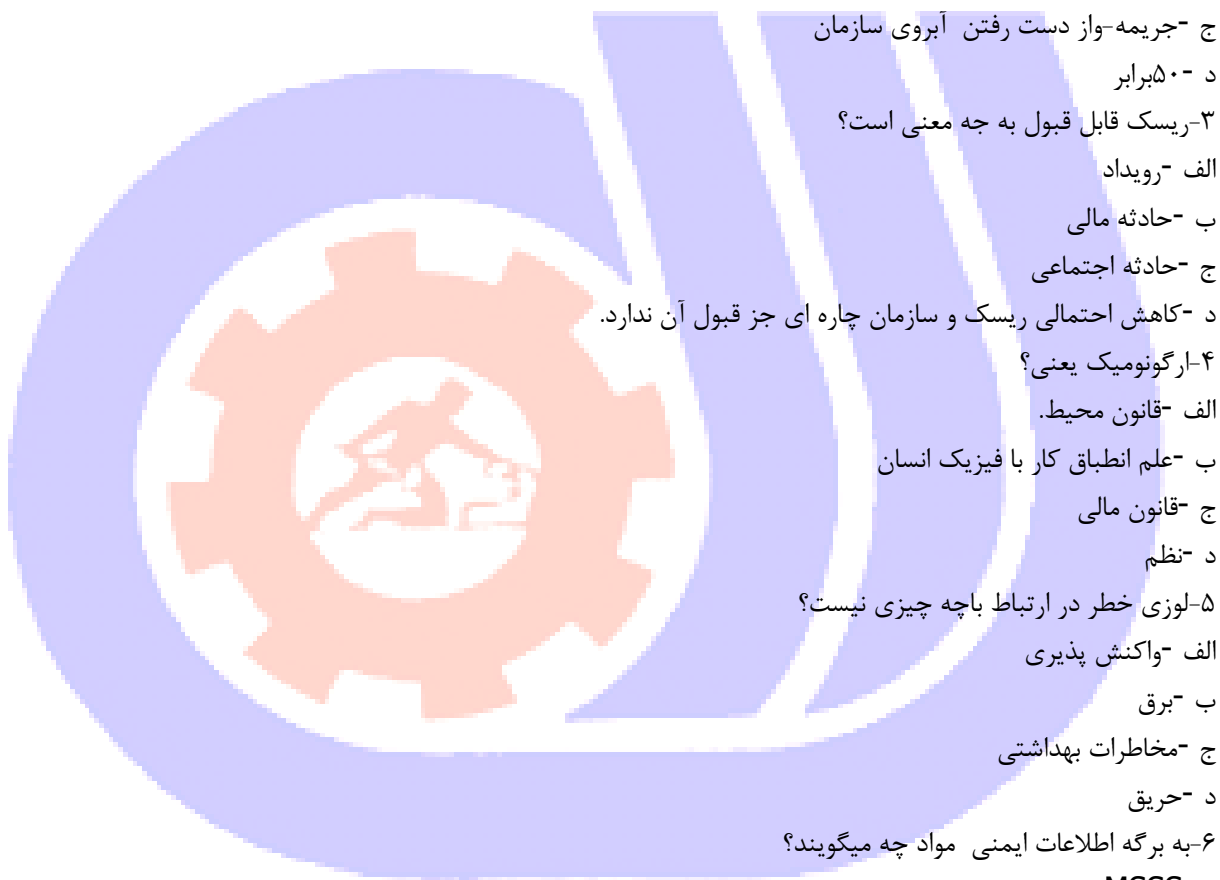 ج -جریمه-واز دست رفتن آبروی سازمان
د -۵۰برابر
۳-ریسک قابل قبول به جه معنی است؟
الف -رویداد
ب -حادثه مالی
ج -حادثه اجتماعی
د -کاهش احتمالی ریسک و سازمان چاره ای جز قبول آن ندارد.
۴-ارگونومیک یعنی؟
الف -قانون محیط.
ب -علم انطباق کار با فیزیک انسان
ج -قانون مالی
د -نظم
۵-لوزی خطر در ارتباط باچه چیزی نیست؟
الف -واکنش پذیری
ب -برق
ج -مخاطرات بهداشتی
د -حریق
۶-به برگه اطلاعات ایمنی مواد چه میگویند؟